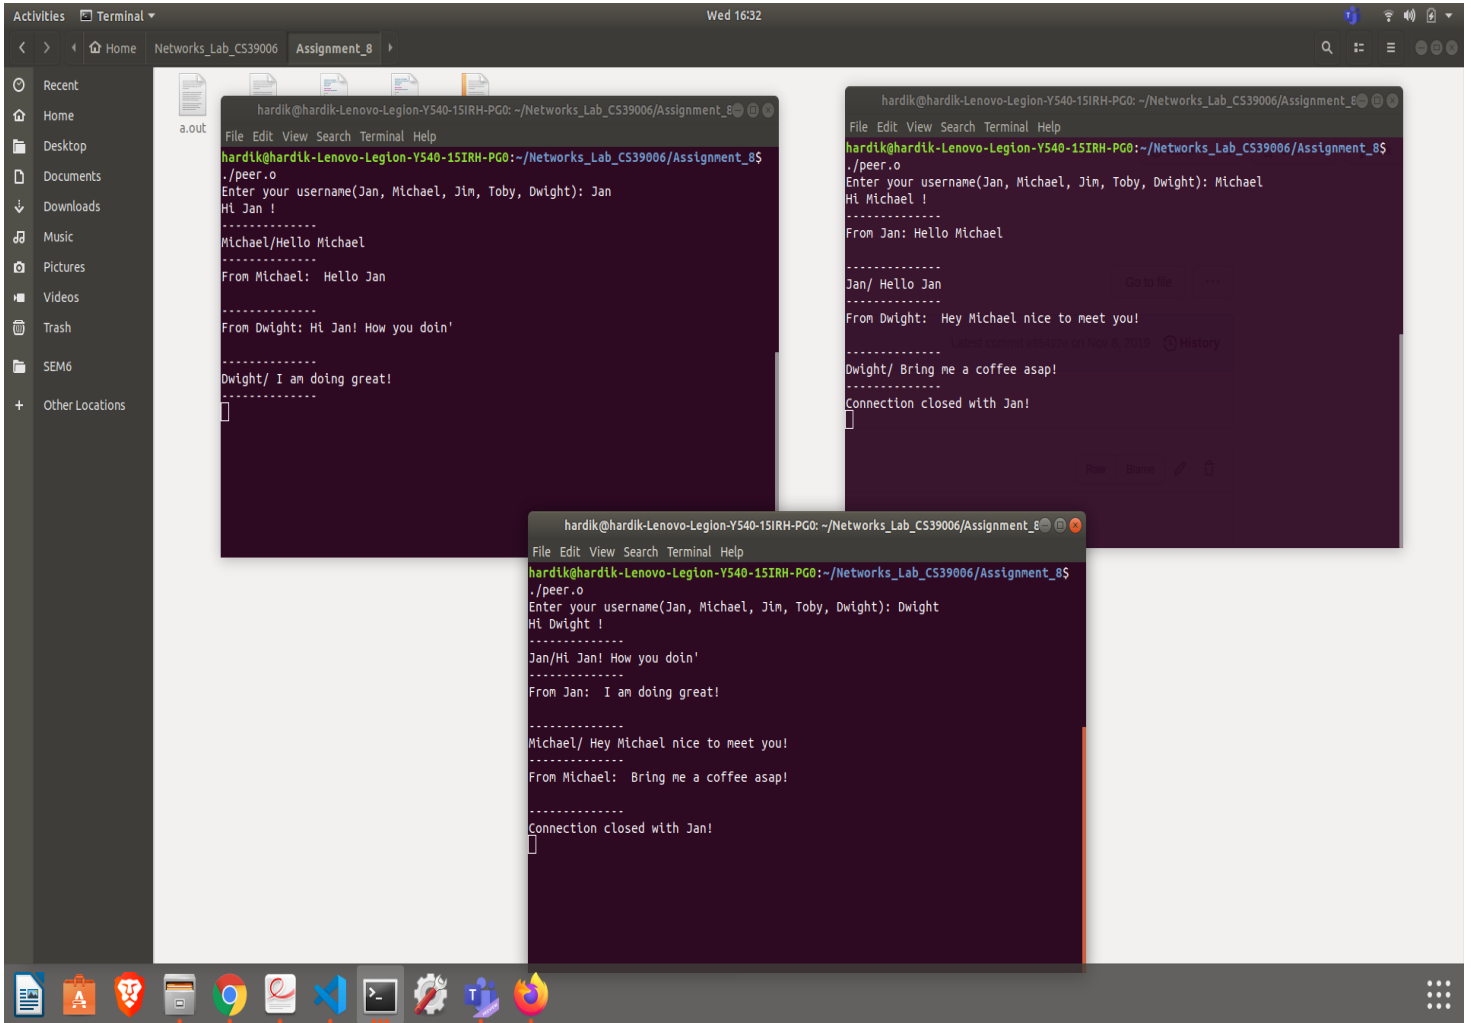 Activities Terminal Wed 16:32
Home Networks_Lab_CS39006 Assignment_8
Recent
Home
Desktop
Documents
Downloads
Music
Pictures
Videos
Trash
SEM6
+ Other Locations
a.out
hardik@hardik-Lenovo-Legion-Y540-15IRH-PG0: ~/Networks_Lab_CS39006/Assignment_8
File Edit View Search Terminal Help
hardik@hardik-Lenovo-Legion-Y540-15IRH-PG0:~/Networks_Lab_CS39006/Assignment_8$
./peer.o
Enter your username(Jan, Michael, Jim, Toby, Dwight): Jan
Hi Jan !
--------------
Michael/Hello Michael
--------------
From Michael:  Hello Jan
--------------
From Dwight: Hi Jan! How you doin'
--------------
Dwight/ I am doing great!
--------------
hardik@hardik-Lenovo-Legion-Y540-15IRH-PG0: ~/Networks_Lab_CS39006/Assignment_8
File Edit View Search Terminal Help
hardik@hardik-Lenovo-Legion-Y540-15IRH-PG0:~/Networks_Lab_CS39006/Assignment_8$
./peer.o
Enter your username(Jan, Michael, Jim, Toby, Dwight): Michael
Hi Michael !
--------------
From Jan: Hello Michael
--------------
Jan/ Hello Jan
--------------
From Dwight:  Hey Michael nice to meet you!
--------------
Dwight/ Bring me a coffee asap!
--------------
Connection closed with Jan!
Go to file
History
Raw Blame
hardik@hardik-Lenovo-Legion-Y540-15IRH-PG0: ~/Networks_Lab_CS39006/Assignment_8
File Edit View Search Terminal Help
hardik@hardik-Lenovo-Legion-Y540-15IRH-PG0:~/Networks_Lab_CS39006/Assignment_8$
./peer.o
Enter your username(Jan, Michael, Jim, Toby, Dwight): Dwight
Hi Dwight !
--------------
Jan/Hi Jan! How you doin'
--------------
From Jan:  I am doing great!
--------------
Michael/ Hey Michael nice to meet you!
--------------
From Michael:  Bring me a coffee asap!
--------------
Connection closed with Jan!